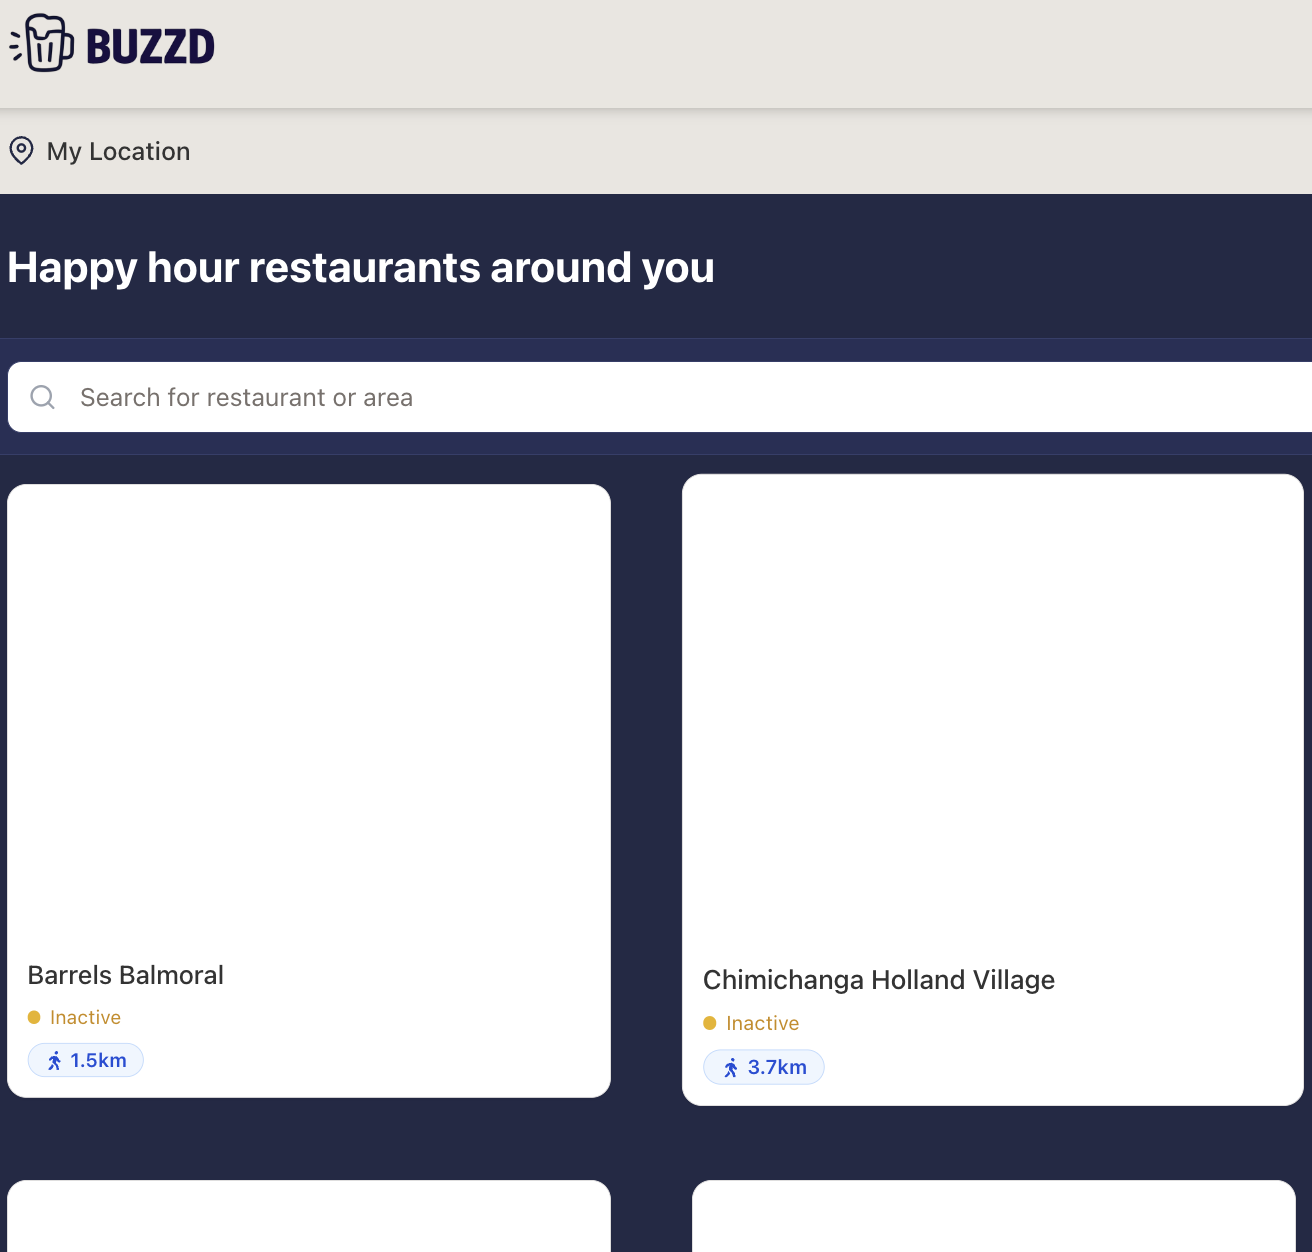 BUZZD
My Location
Happy hour restaurants around you
Search for restaurant or area
Barrels Balmoral
Inactive
1.5km
Chimichanga Holland Village
Inactive
3.7km